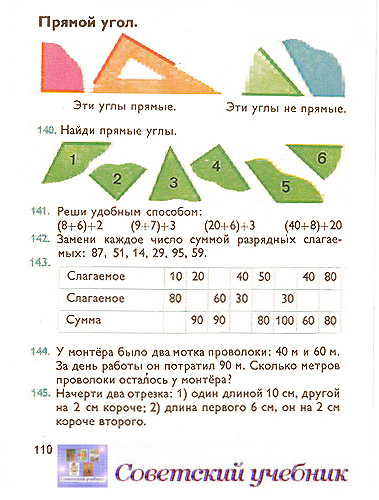 Прямой угол.
Эти углы прямые.
Эти углы не прямые.
140. Найди прямые углы.
1
2
3
4
5
6
141. Реши удобным способом:
(8+6)+2 (9+7)+3 (20+6)+3 (40+8)+20
142. Замени каждое число суммой разрядных слагае-
мых: 87, 51, 14, 29, 95, 59.
143.
Слагаемое 10 20 40 50 40 80
Слагаемое 80 60 30 30
Сумма 90 90 80 100 60 80
144. У монтёра было два мотка проволоки: 40 м и 60 м.
За день работы он потратил 90 м. Сколько метров
проволоки осталось у монтёра?
145. Начерти два отрезка: 1) один длиной 10 см, другой
на 2 см короче; 2) длина первого 6 см, он на 2 см
короче второго.
110
Советский учебник